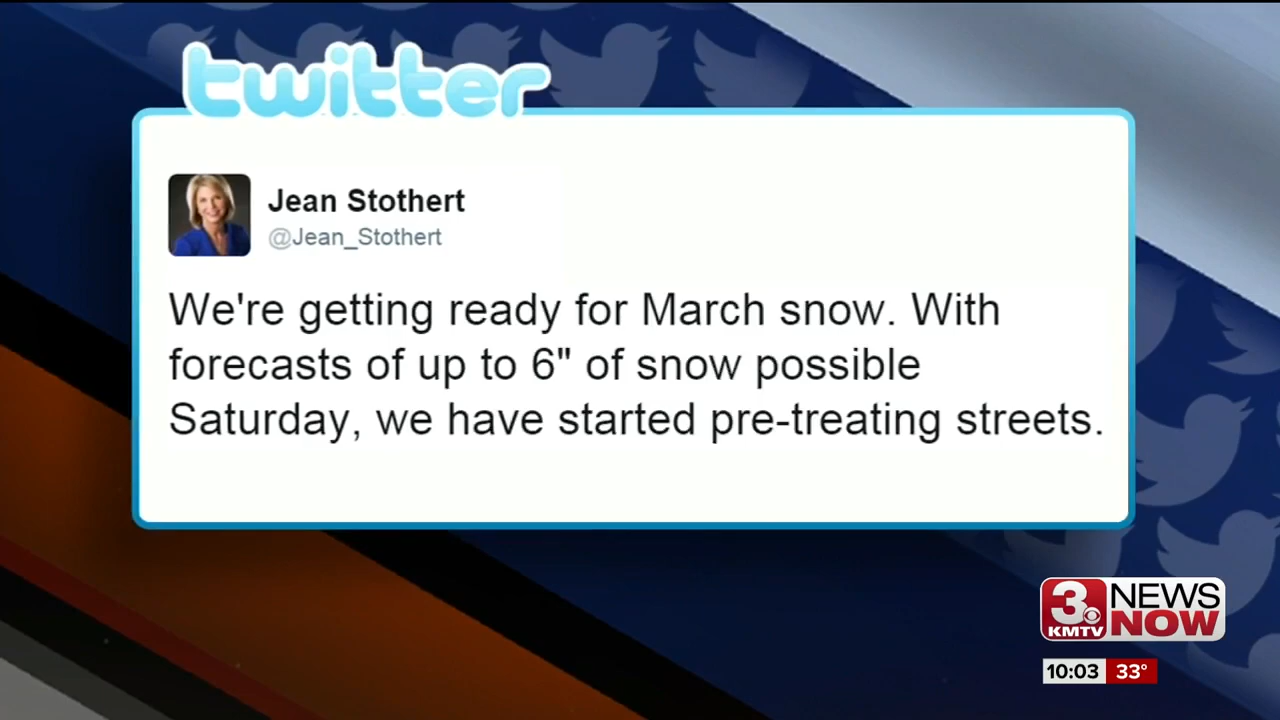 twitter
Jean Stothert
@Jean_Stothert
We're getting ready for March snow. With
forecasts of up to 6" of snow possible
Saturday, we have started pre-treating streets.
3 NEWS
KMTV NOW
10:03 33°